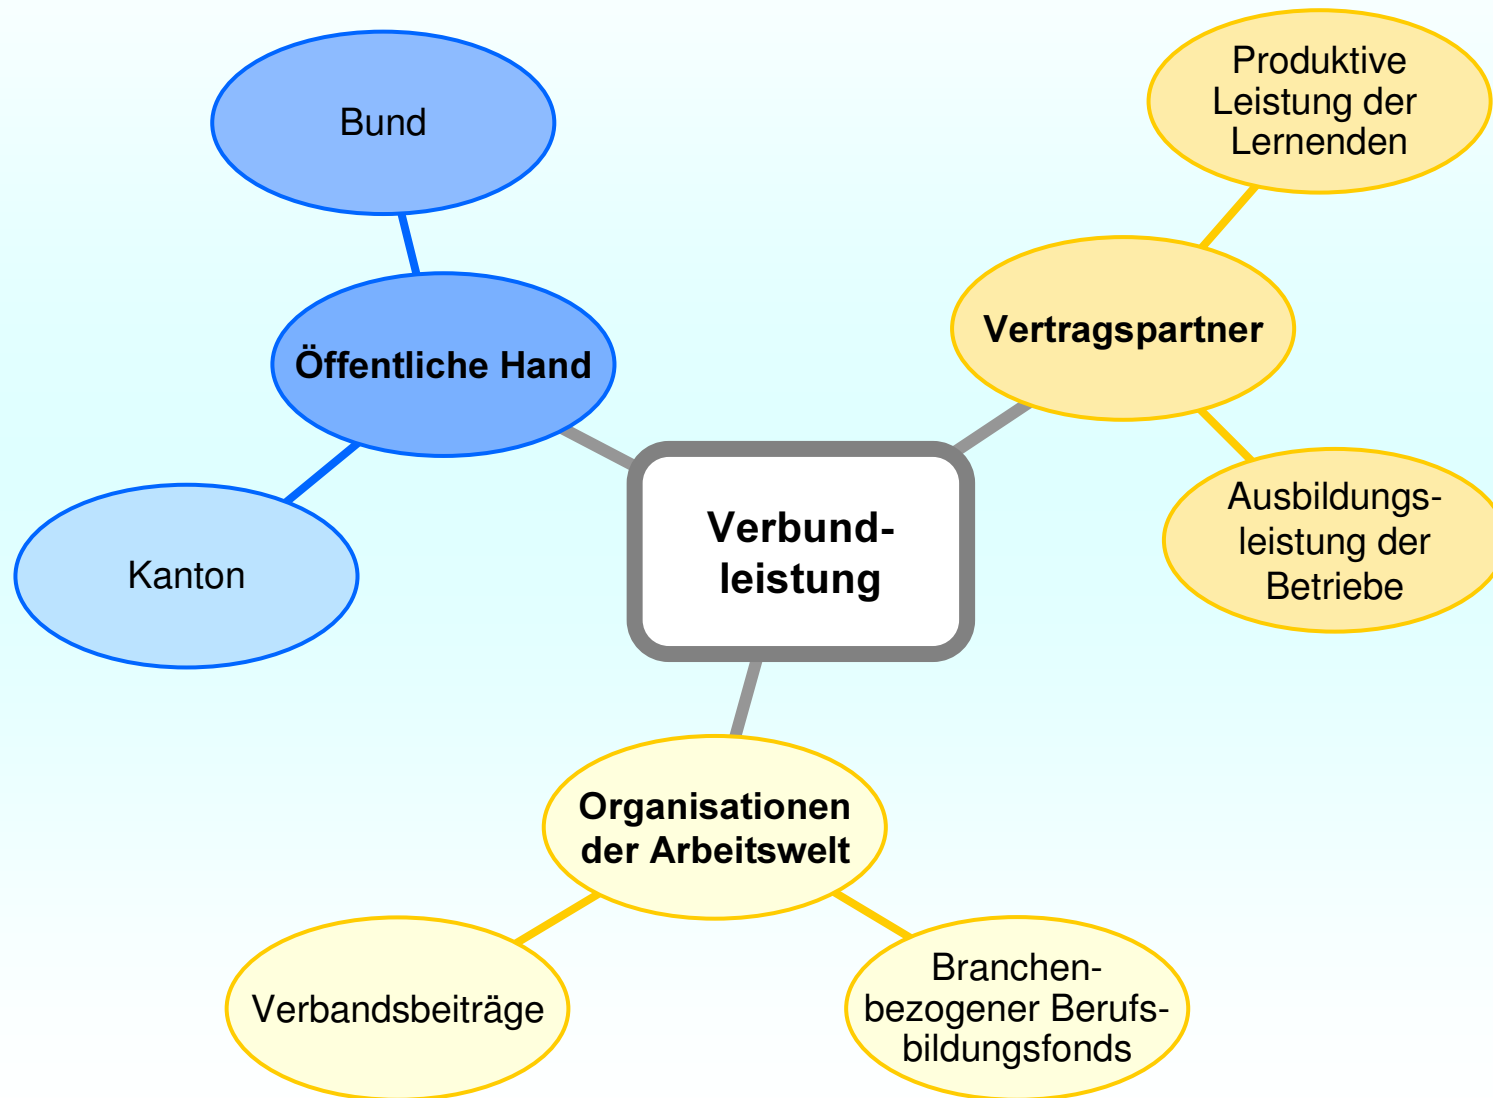 Bund
Öffentliche Hand
Kanton
Produktive
Leistung der
Lernenden
Vertragspartner
Ausbildungs-
leistung der
Betriebe
Verbund-
leistung
Organisationen
der Arbeitswelt
Verbandsbeiträge
Branchen-
bezogener Berufs-
bildungsfonds